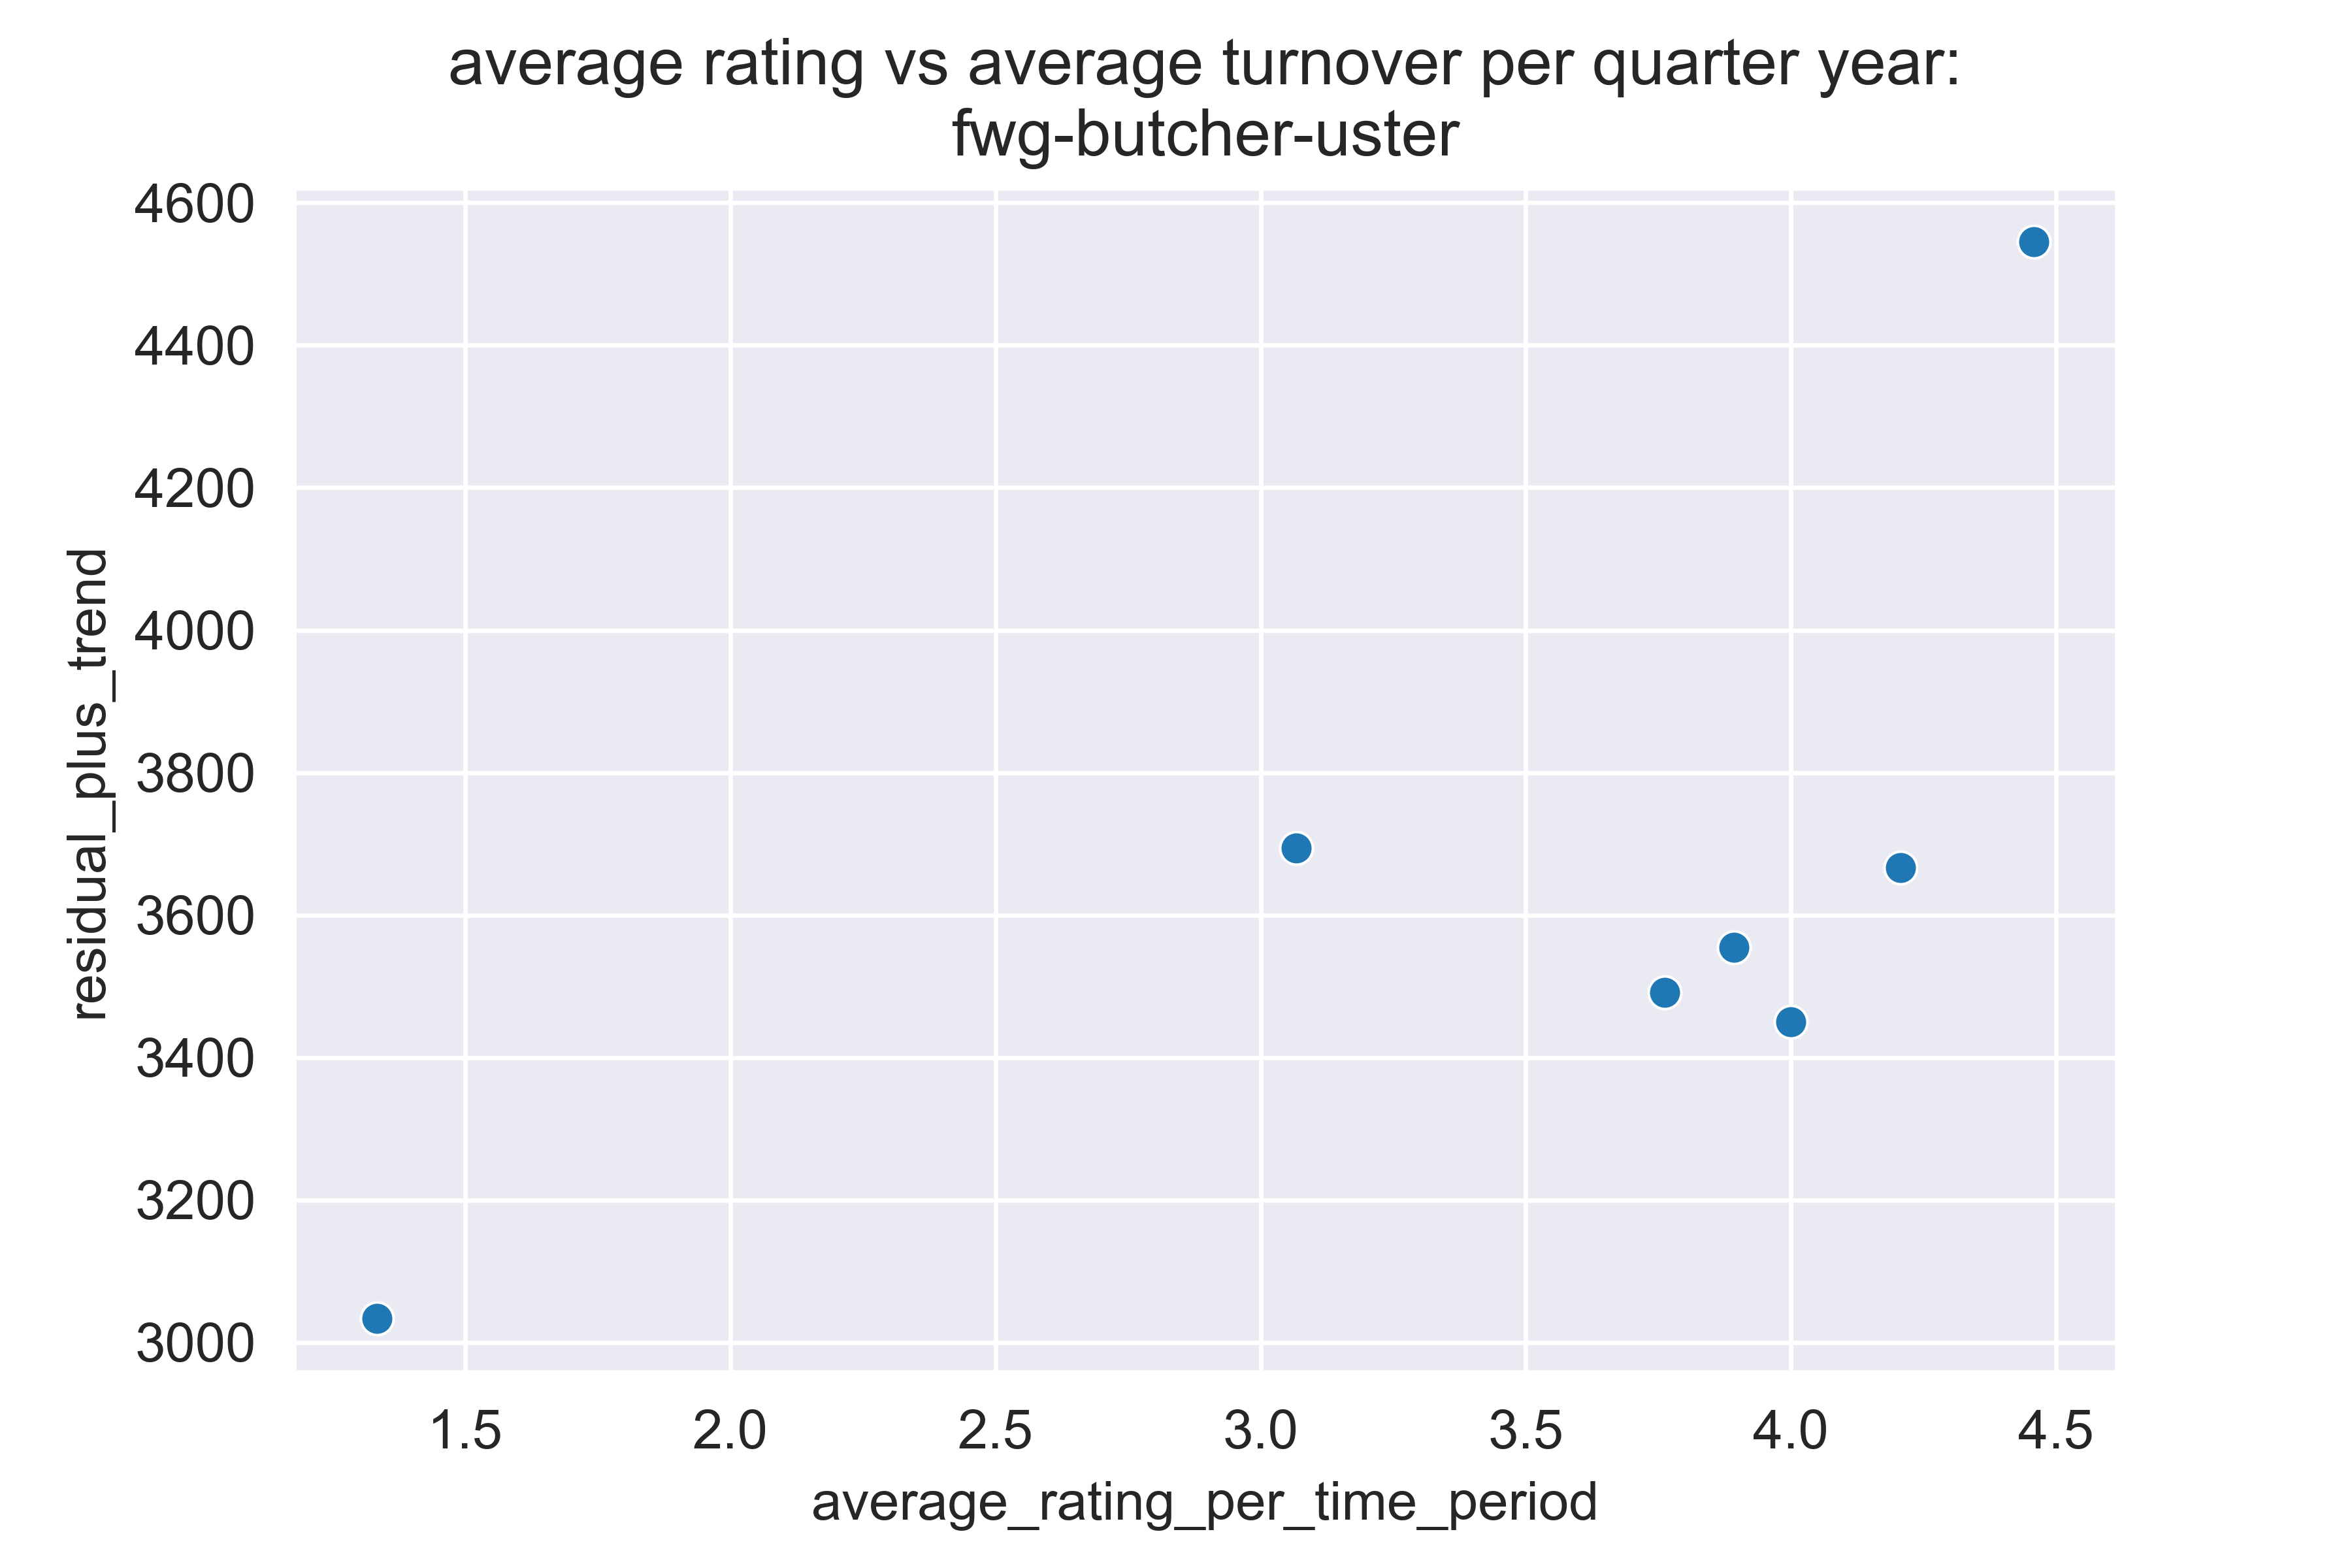 average rating vs average turnover per quarter year:
fwg-butcher-uster
4600
4400
4200
4000
3800
3600
3400
3200
3000
residual_plus_trend
1.5 2.0 2.5 3.0 3.5 4.0 4.5
average_rating_per_time_period